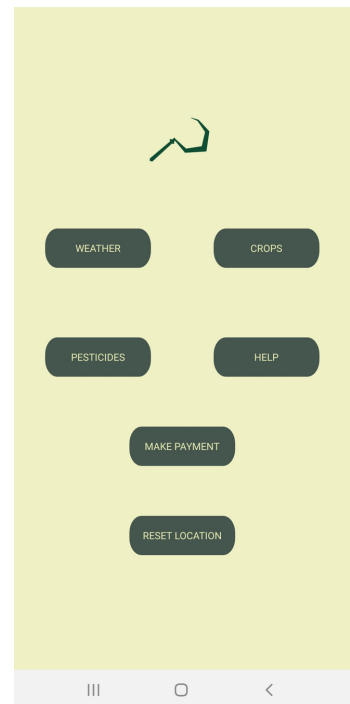 WEATHER
CROPS
PESTICIDES
HELP
MAKE PAYMENT
RESET LOCATION